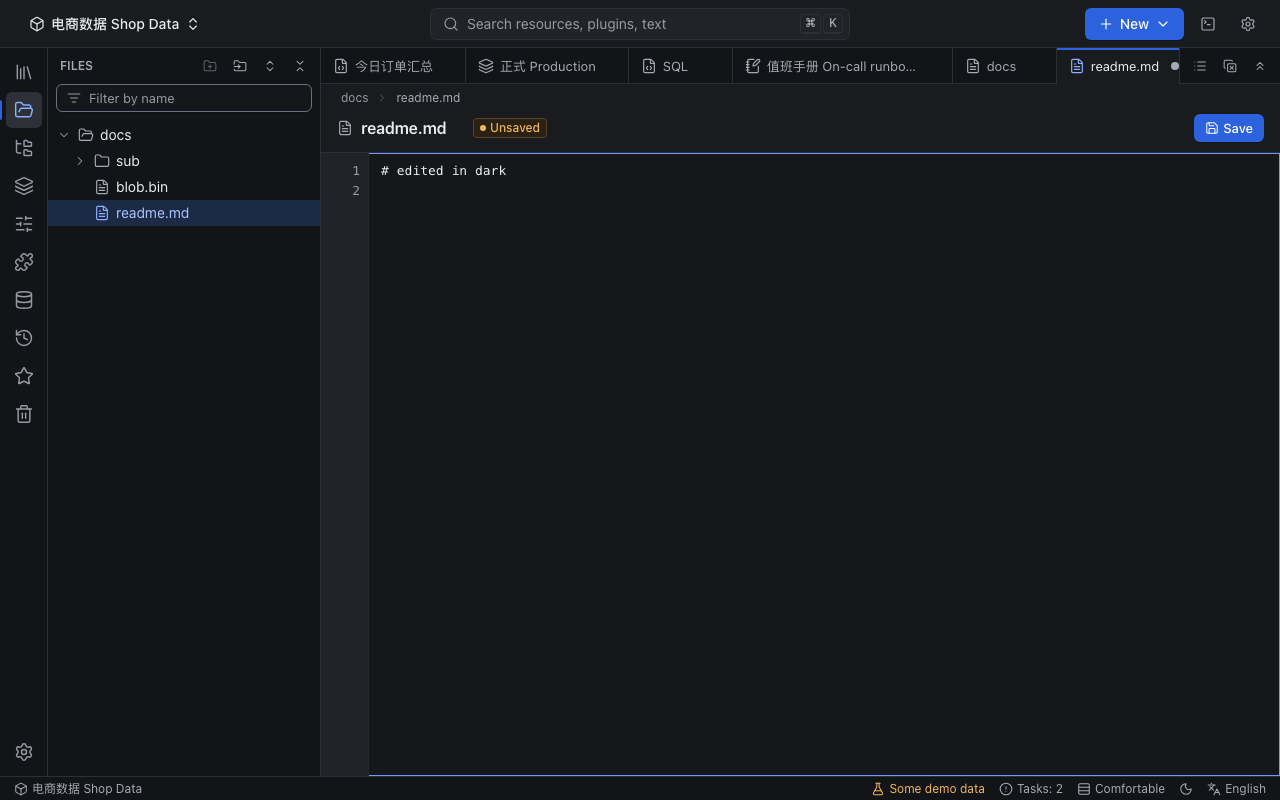 电商数据 Shop Data
Search resources, plugins, text
⌘ K
New
FILES
今日订单汇总
正式 Production
SQL
值班手册 On-call runbo...
docs
readme.md
Filter by name
docs
sub
blob.bin
readme.md
docs
readme.md
readme.md
Unsaved
Save
1 # edited in dark
2
电商数据 Shop Data
Some demo data
Tasks: 2
Comfortable
English